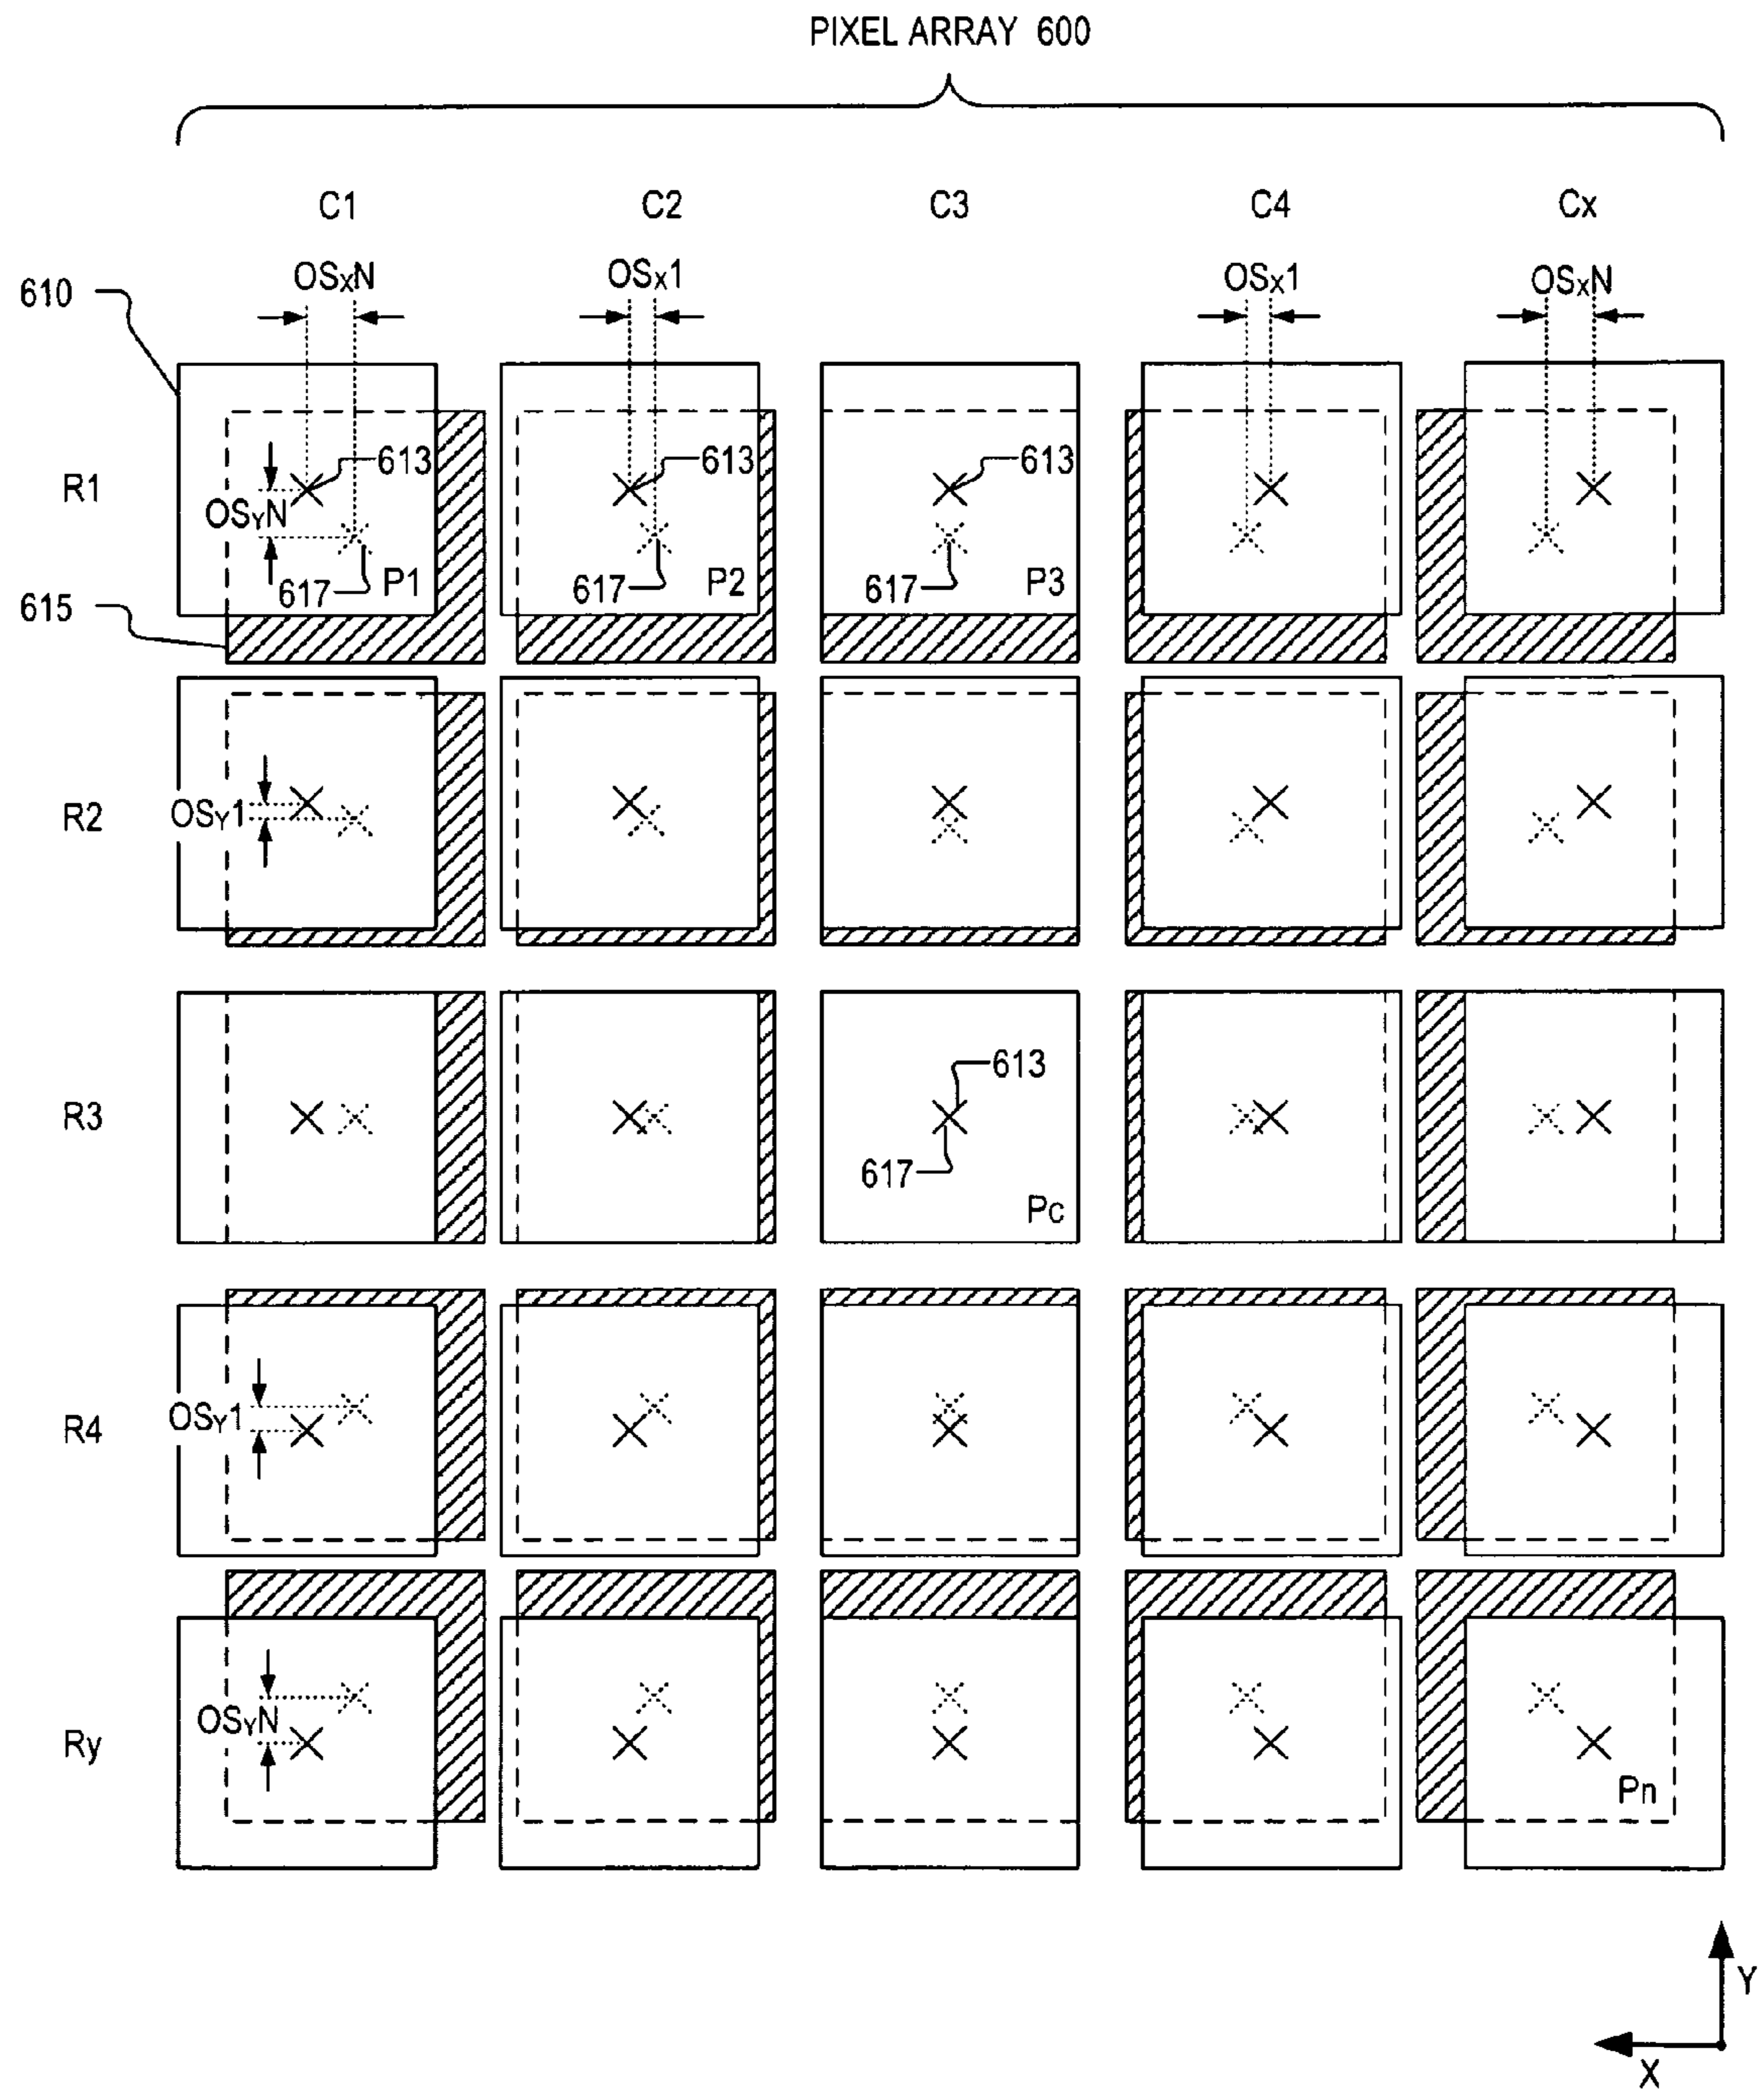 PIXEL ARRAY 600
C1 C2 C3 C4 Cx
OSXN OSX1 OSX1 OSXN
610
613 613 613
R1
OSYN
617 P1 617 P2 617 P3
615
R2 OSY1
613
R3
617
PC
R4 OSY1
OSYN
Ry
Pn
Y
X